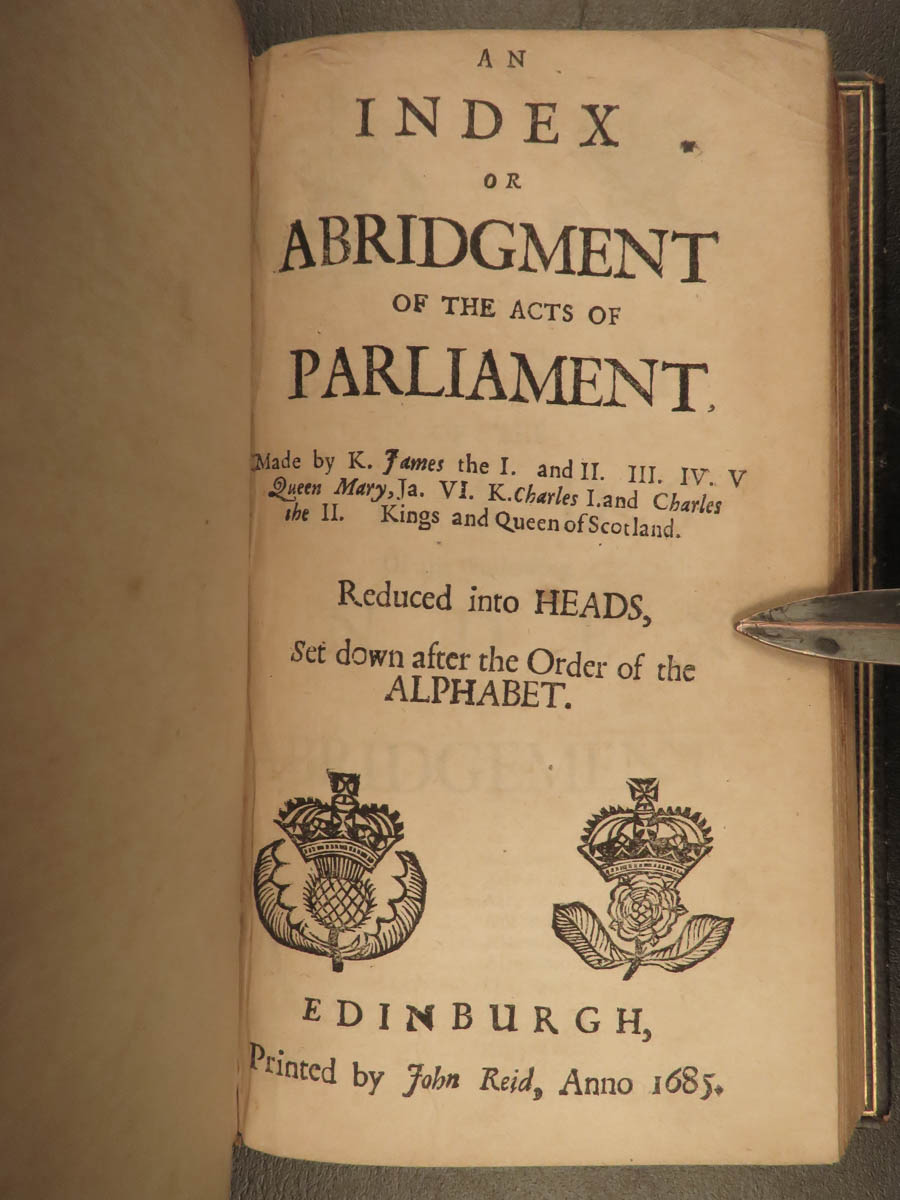 AN
INDEX
OR
ABRIDGMENT
OF THE ACTS OF
PARLIAMENT,
Made by K. James the I. and II. III. IV. V
Queen Mary, Ja. VI. K. Charles I. and Charles
the II. Kings and Queen of Scotland.
Reduced into HEADS,
Set down after the Order of the
ALPHABET.
EDINBURGH,
Printed by John Reid, Anno 1685.